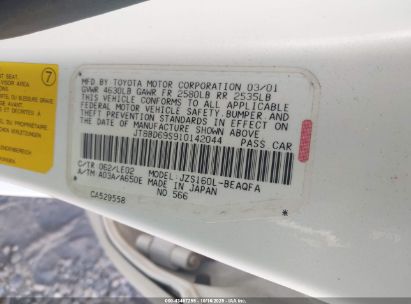 MFD BY TOYOTA MOTOR CORPORATION 03/01
GVWR 4630LB GAWR FR 2580LB RR 2535LB
THIS VEHICLE CONFORMS TO ALL APPLICABLE
FEDERAL MOTOR VEHICLE SAFETY, BUMPER AND
THEFT PREVENTION STANDARDS IN EFFECT ON
THE DATE OF MANUFACTURE SHOWN ABOVE.
JT8BD69S910142044 PASS CAR
C/TR 062/LE02 MODEL JZS160L-BEAQFA
A/TM A03A/A650E MADE IN JAPAN
CA529558 NO.566
7
T SEAT.
VISOR AREA